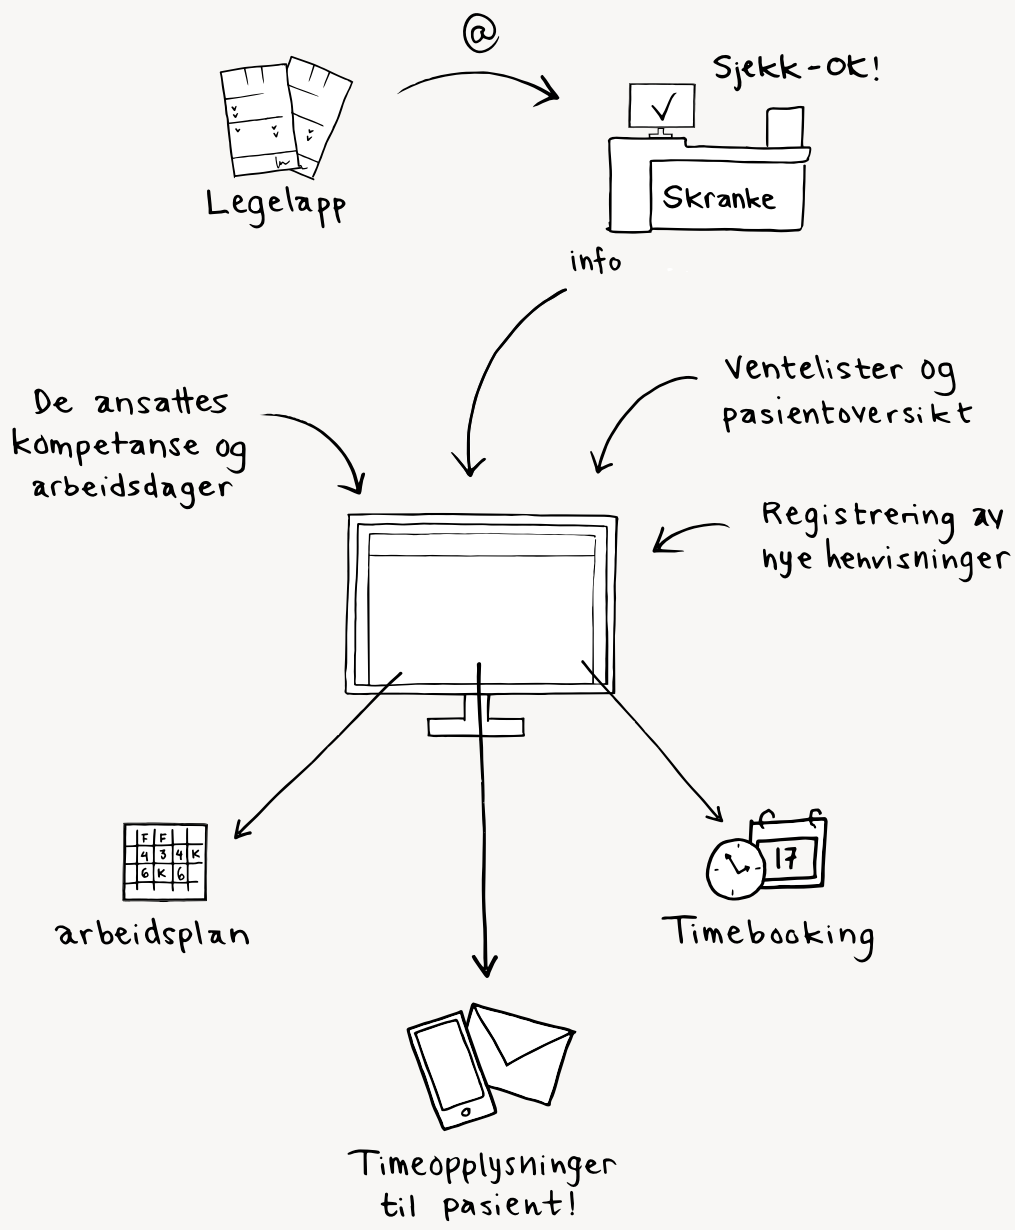 @
Sjekk-OK!
Legelapp
Skranke
info
De ansattes
kompetanse og
arbeidsdager
Ventelister og
pasientoversikt
Registrering av
nye henvisninger
F F
4 3 4 K
6 K 6
arbeidsplan
17
Timebooking
Timeopplysninger
til pasient!